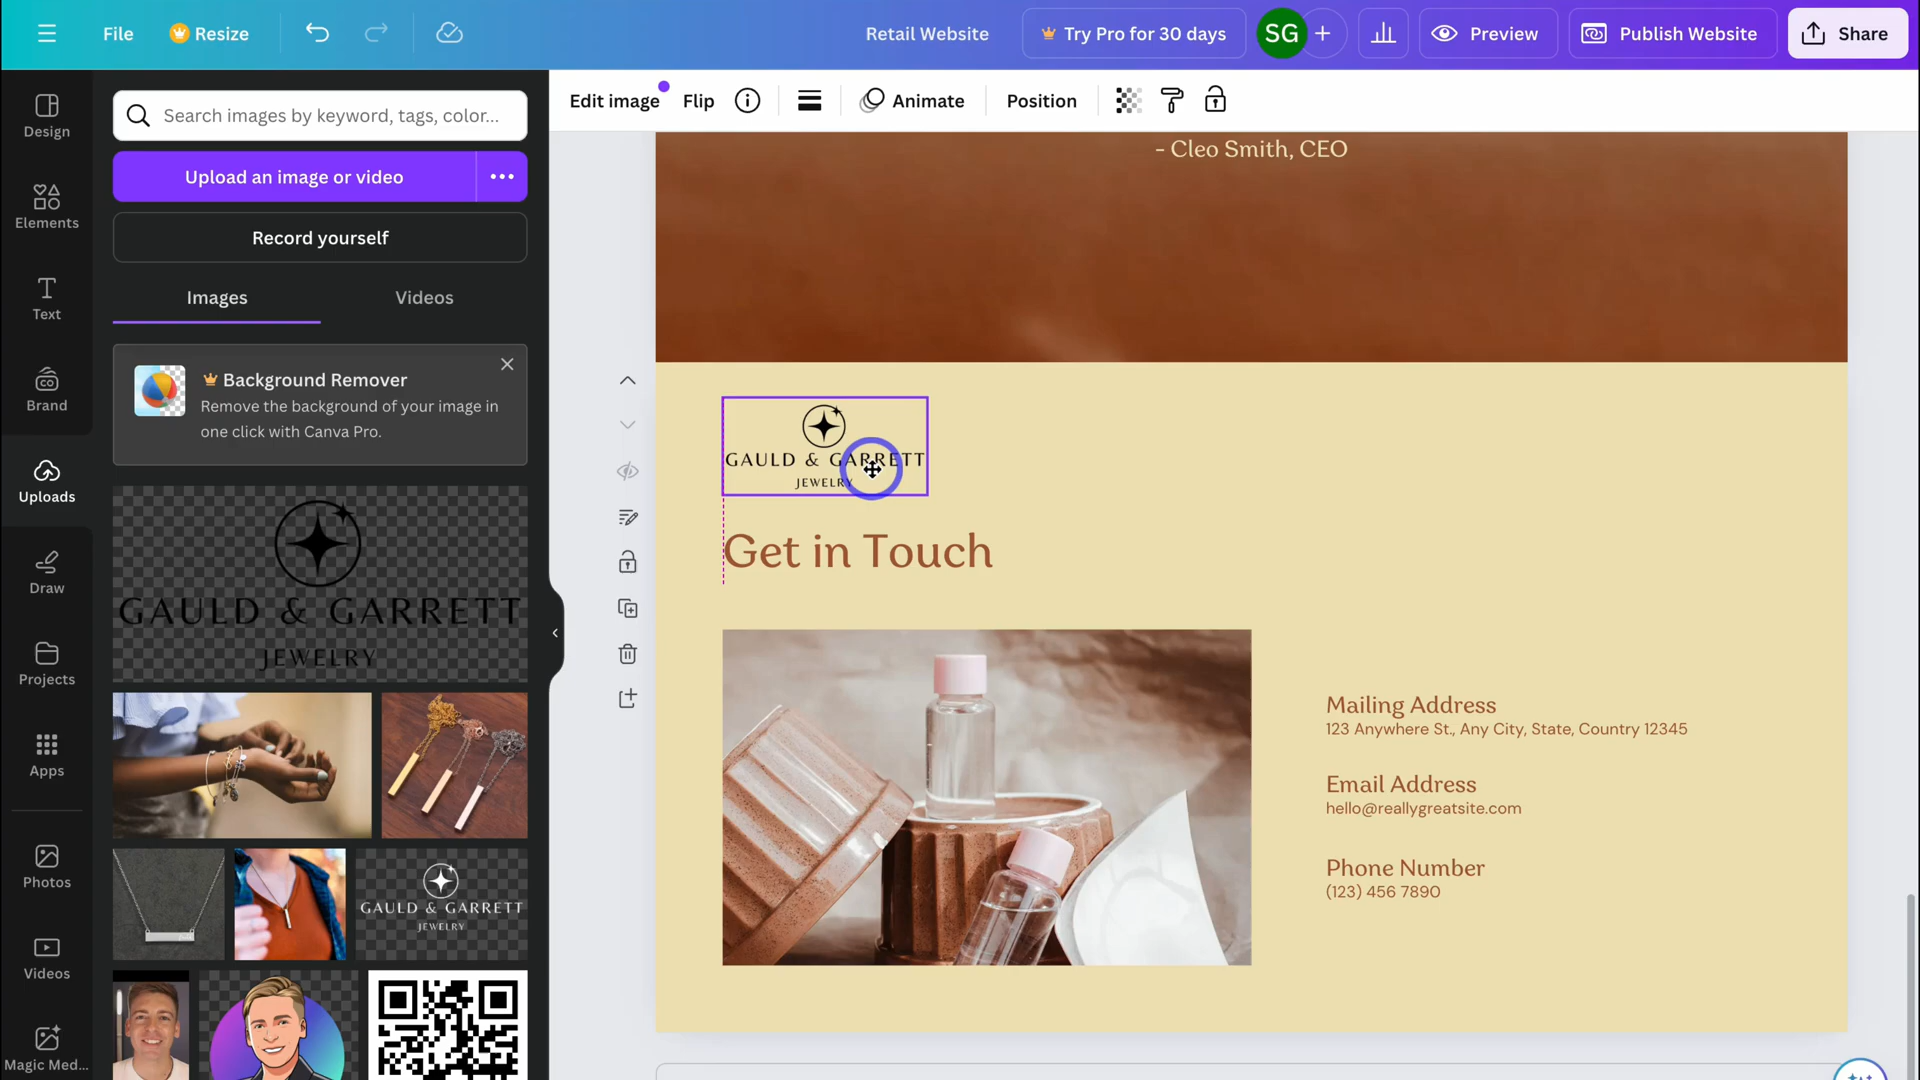 File
Resize
Retail Website
Try Pro for 30 days
SG
Preview
Publish Website
Share
Design
Elements
Text
Brand
Uploads
Draw
Projects
Apps
Photos
Videos
Magic Med...
Search images by keyword, tags, color...
Upload an image or video
Record yourself
Images
Videos
Background Remover
Remove the background of your image in
one click with Canva Pro.
GAULD & GARRETT
JEWELRY
GAULD & GARRETT
JEWELRY
Edit image
Flip
Animate
Position
- Cleo Smith, CEO
GAULD & GARRETT
JEWELRY
Get in Touch
Mailing Address
123 Anywhere St., Any City, State, Country 12345
Email Address
hello@reallygreatsite.com
Phone Number
(123) 456 7890